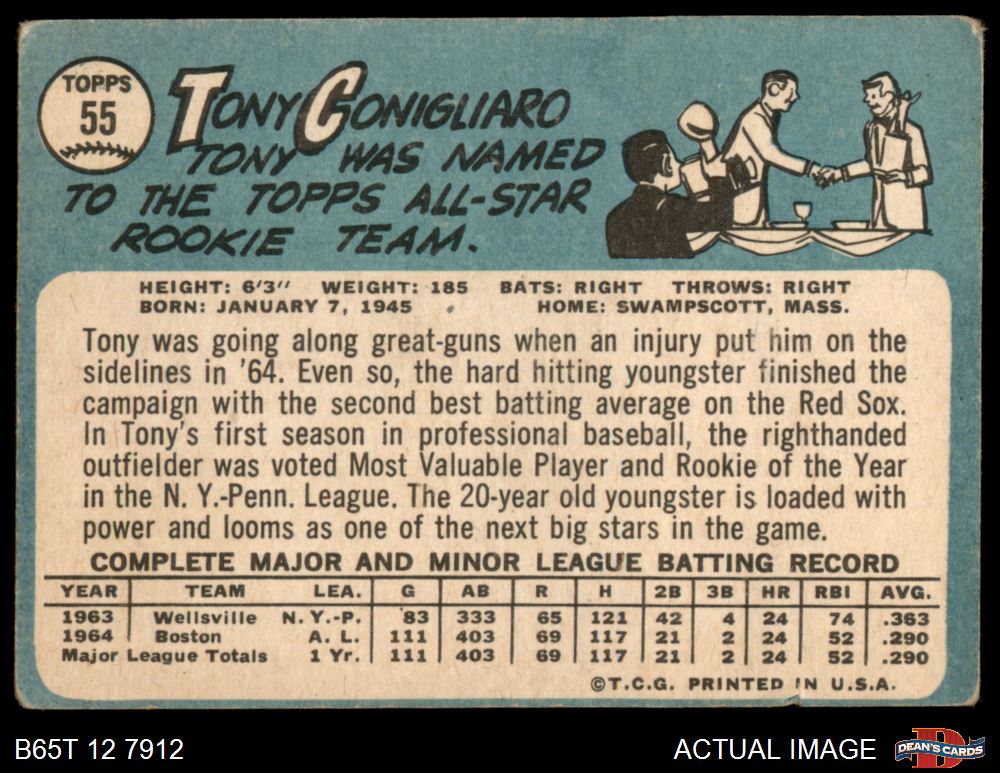 TOPPS
55
TONY CONIGLIARO
TONY WAS NAMED
TO THE TOPPS ALL-STAR
ROOKIE TEAM.
HEIGHT: 6'3" WEIGHT: 185 BATS: RIGHT THROWS: RIGHT
BORN: JANUARY 7, 1945 HOME: SWAMPSCOTT, MASS.
Tony was going along great-guns when an injury put him on the
sidelines in '64. Even so, the hard hitting youngster finished the
campaign with the second best batting average on the Red Sox.
In Tony's first season in professional baseball, the righthanded
outfielder was voted Most Valuable Player and Rookie of the Year
in the N. Y.-Penn. League. The 20-year old youngster is loaded with
power and looms as one of the next big stars in the game.
COMPLETE MAJOR AND MINOR LEAGUE BATTING RECORD
YEAR TEAM LEA. G AB R H 2B 3B HR RBI AVG.
1963 Wellsville N.Y.-P. 83 333 65 121 42 4 24 74 .363
1964 Boston A. L. 111 403 69 117 21 2 24 52 .290
Major League Totals 1 Yr. 111 403 69 117 21 2 24 52 .290
©T.C.G. PRINTED IN U.S.A.
B65T 12 7912
ACTUAL IMAGE
D
DEAN'S CARDS